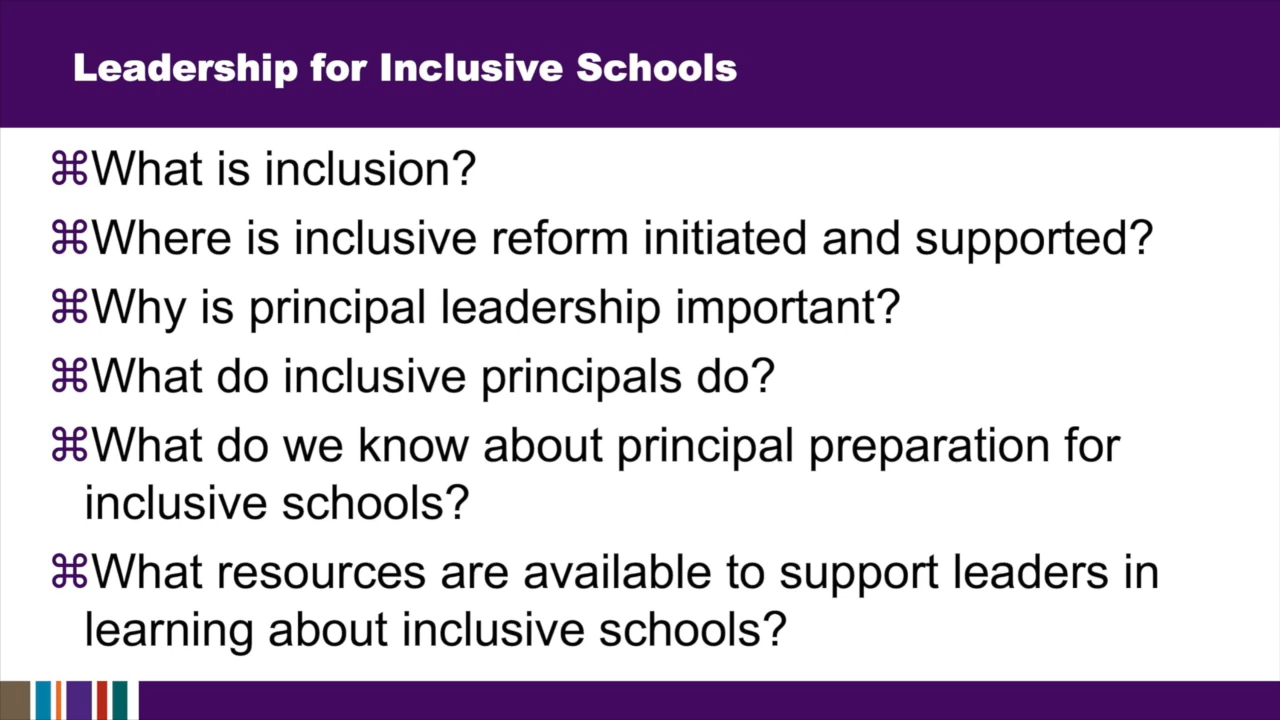 Leadership for Inclusive Schools
⌘What is inclusion?
⌘Where is inclusive reform initiated and supported?
⌘Why is principal leadership important?
⌘What do inclusive principals do?
⌘What do we know about principal preparation for
inclusive schools?
⌘What resources are available to support leaders in
learning about inclusive schools?